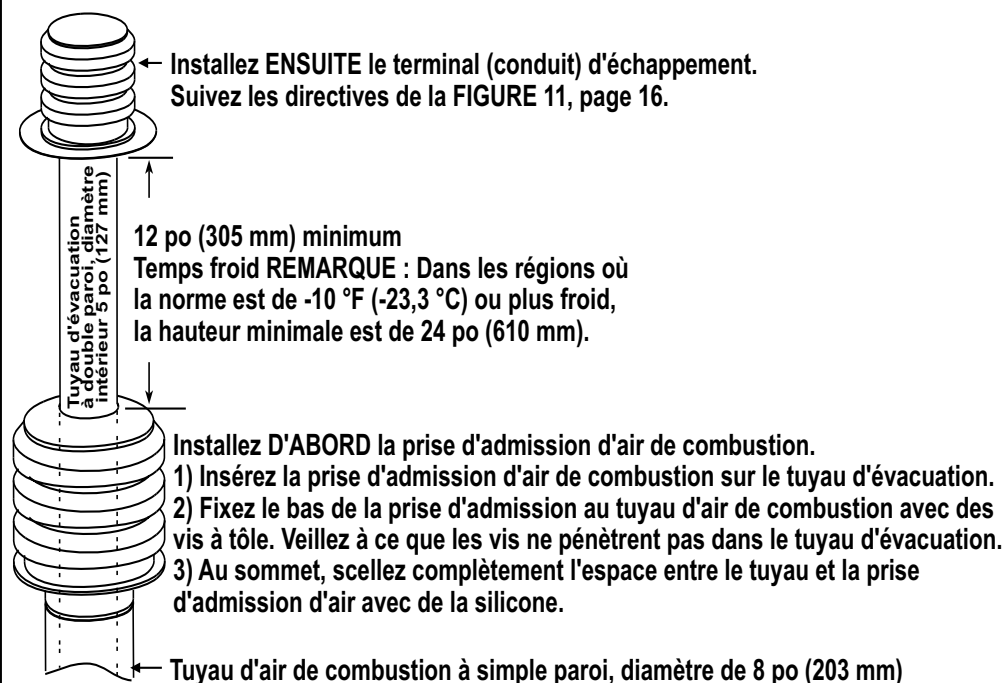 Installez ENSUITE le terminal (conduit) d'échappement.
Suivez les directives de la FIGURE 11, page 16.
Tuyau d'évacuation
à double paroi, diamètre
intérieur 5 po (127 mm)
12 po (305 mm) minimum
Temps froid REMARQUE : Dans les régions où
la norme est de -10 °F (-23,3 °C) ou plus froid,
la hauteur minimale est de 24 po (610 mm).
Installez D'ABORD la prise d'admission d'air de combustion.
1) Insérez la prise d'admission d'air de combustion sur le tuyau d'évacuation.
2) Fixez le bas de la prise d'admission au tuyau d'air de combustion avec des
vis à tôle. Veillez à ce que les vis ne pénètrent pas dans le tuyau d'évacuation.
3) Au sommet, scellez complètement l'espace entre le tuyau et la prise
d'admission d'air avec de la silicone.
Tuyau d'air de combustion à simple paroi, diamètre de 8 po (203 mm)